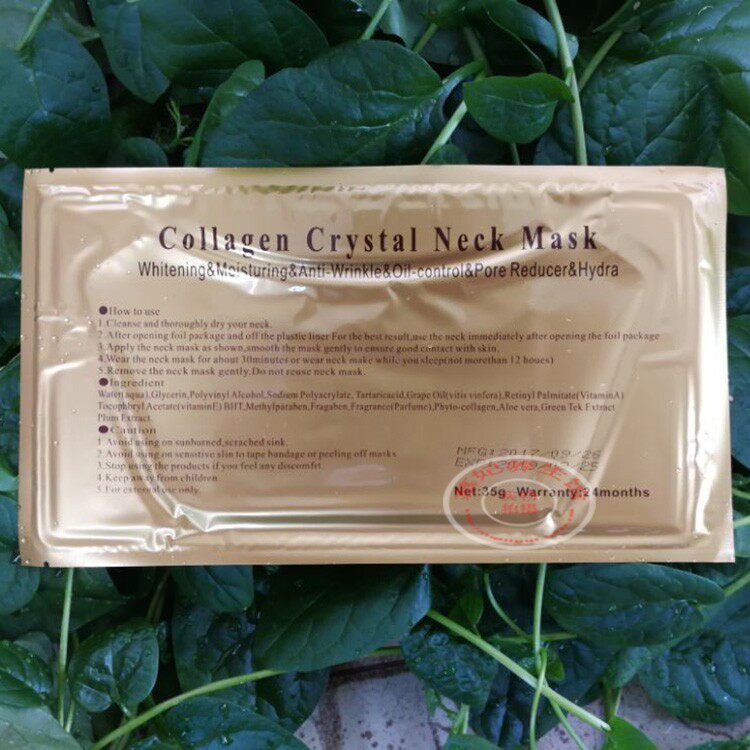 Collagen Crystal Neck Mask
Whitening&Moisturing&Anti-Wrinkle&Oil-control&Pore Reducer&Hydra
●How to use
1.Cleanse and thoroughly dry your neck.
2.After opening foil package and off the plastic liner For the best result,use the neck immediately after opening the foil package
3.Apply the neck mask as shown,smooth the mask gently to ensure good contact with skin.
4.Wear the neck mask for about 30minutes or wear neck make while you sleep(not morethan 12 houes)
5.Remove the neck mask gently.Do not reuse neck mask.
●Ingredient
Water(aqua),Glycerin,Polyvinyl Alcohol,Sodium Polyacrylate, Tartaricacid,Grape Oil(vitis vinfera),Retinyl Palmitate(VitaminA)
Tocophbryl Acetate(vitaminE) BHT,Methylparaben,Fragaben,Fragrance(Parfume),Phyto-collagen,Aloe vera,Green Tek Extract
Plum Extract.
●Caution
1 Avoid using on sunburned,scrached sink.
2.Avoid using on sensitive slin to tape bandage or peeling off masks
3.Stop using the products if you feel any discomfrt.
4 Keep away from children
5.For external use only.
MFG:2017/09/26
Net:35g Warranty:24months